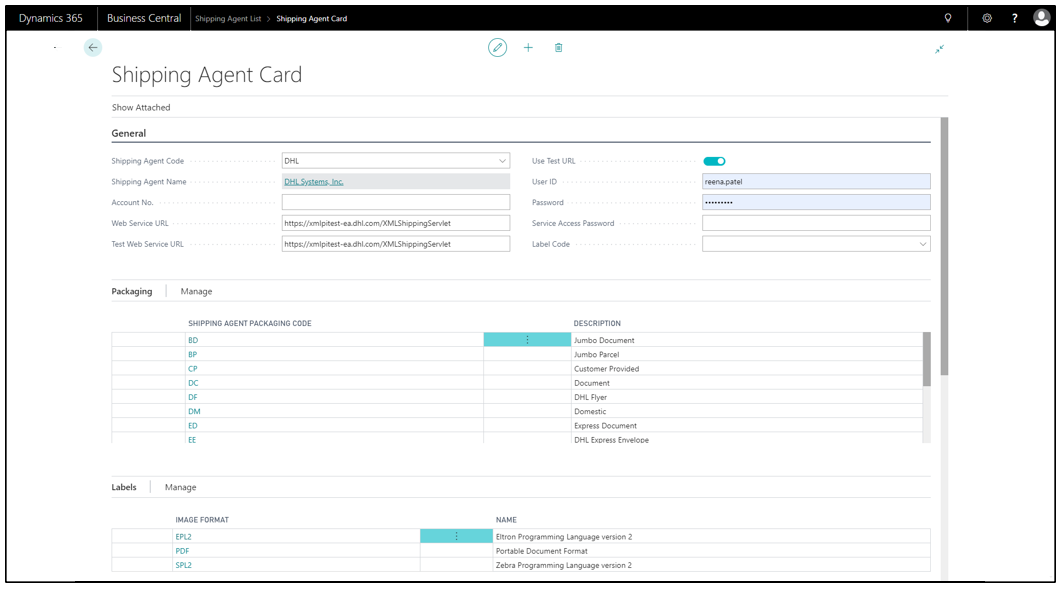 Dynamics 365 Business Central Shipping Agent List > Shipping Agent Card ?
Shipping Agent Card
Show Attached
General
Shipping Agent Code DHL Use Test URL
Shipping Agent Name DHL Systems, Inc. User ID reena.patel
Account No. Password •••••••••
Web Service URL https://xmlpitest-ea.dhl.com/XMLShippingServlet Service Access Password
Test Web Service URL https://xmlpitest-ea.dhl.com/XMLShippingServlet Label Code
Packaging Manage
SHIPPING AGENT PACKAGING CODE DESCRIPTION
BD Jumbo Document
BP Jumbo Parcel
CP Customer Provided
DC Document
DF DHL Flyer
DM Domestic
ED Express Document
EE DHL Express Envelope
Labels Manage
IMAGE FORMAT NAME
EPL2 Eltron Programming Language version 2
PDF Portable Document Format
SPL2 Zebra Programming Language version 2